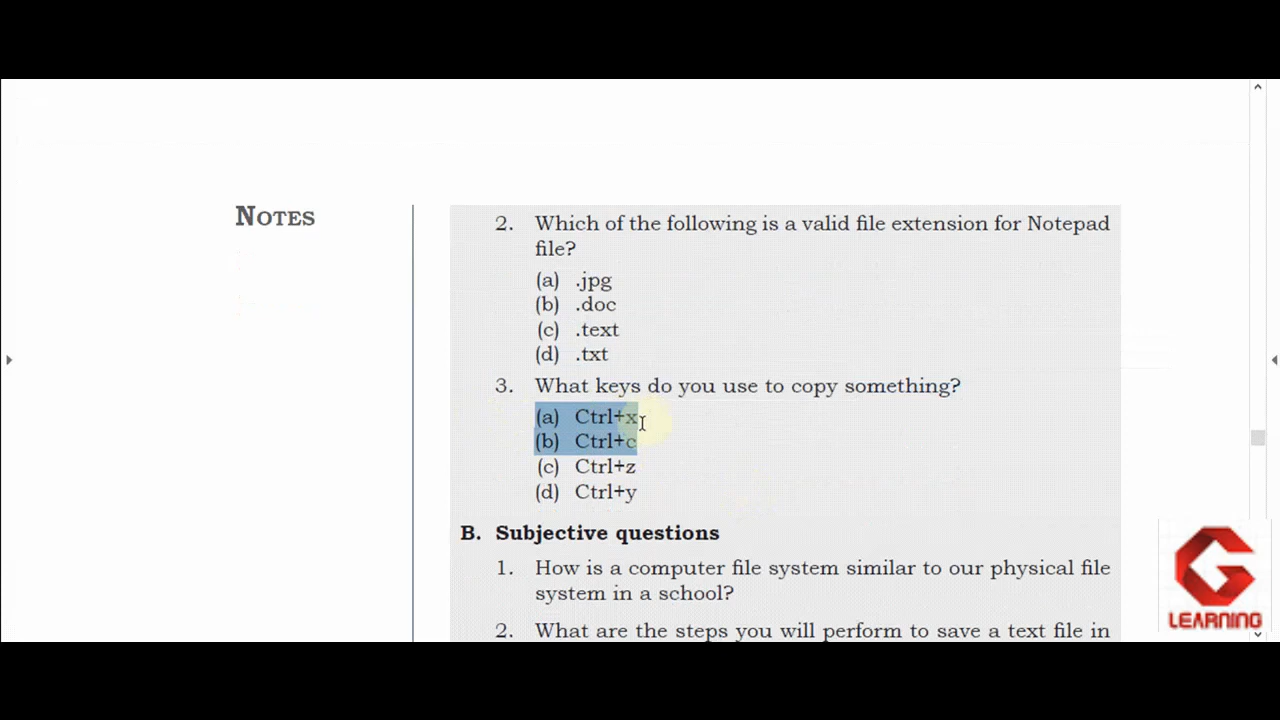 NOTES
2. Which of the following is a valid file extension for Notepad
file?
(a) .jpg
(b) .doc
(c) .text
(d) .txt
3. What keys do you use to copy something?
(a) Ctrl+x
(b) Ctrl+c
(c) Ctrl+z
(d) Ctrl+y
B. Subjective questions
1. How is a computer file system similar to our physical file
system in a school?
2. What are the steps you will perform to save a text file in
G
LEARNING